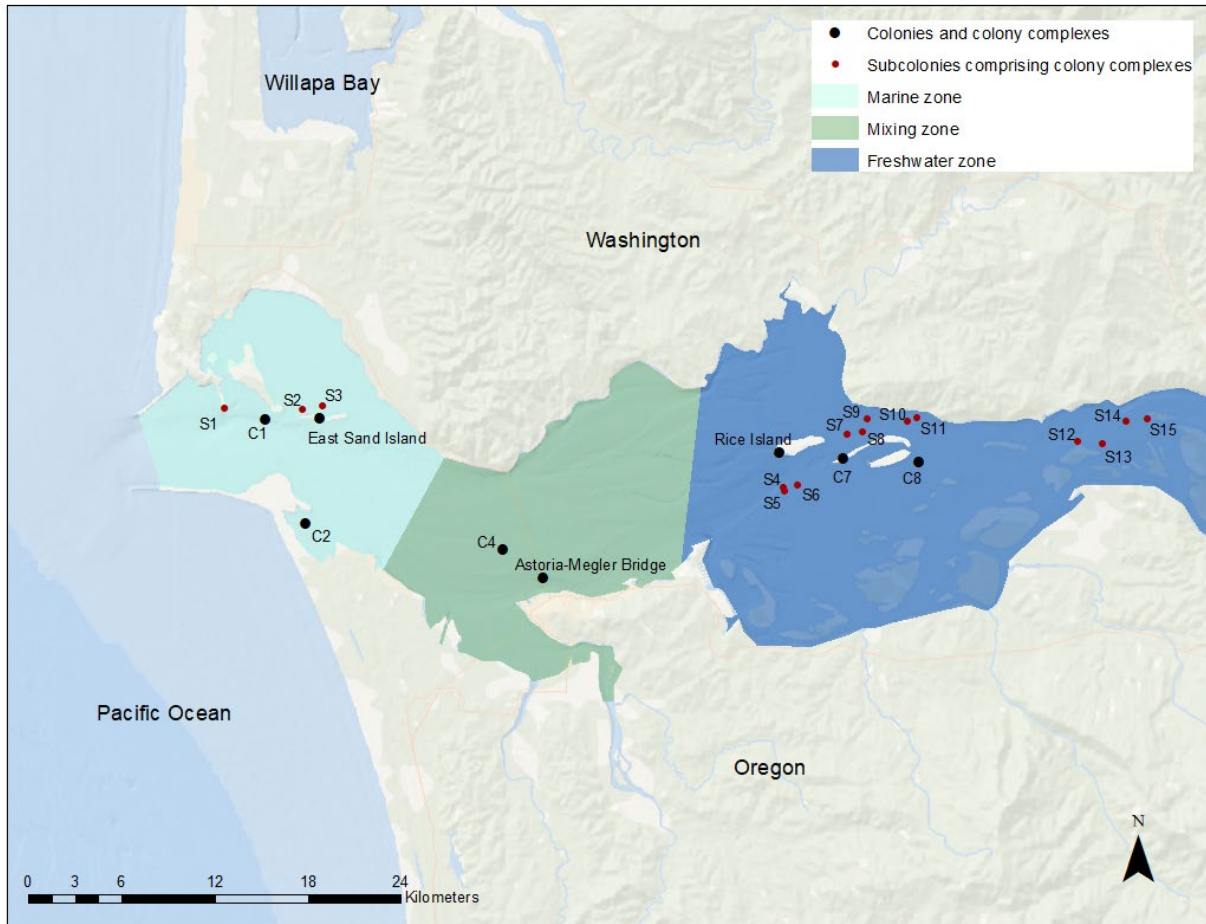 Colonies and colony complexes
Subcolonies comprising colony complexes
Marine zone
Mixing zone
Freshwater zone
Willapa Bay
Washington
S1
C1
S2
S3
East Sand Island
C2
C4
Astoria-Megler Bridge
Rice Island
S4
S5
S6
S7
S8
S9
S10
S11
C7
C8
S12
S13
S14
S15
Pacific Ocean
Oregon
N
0 3 6 12 18 24
Kilometers